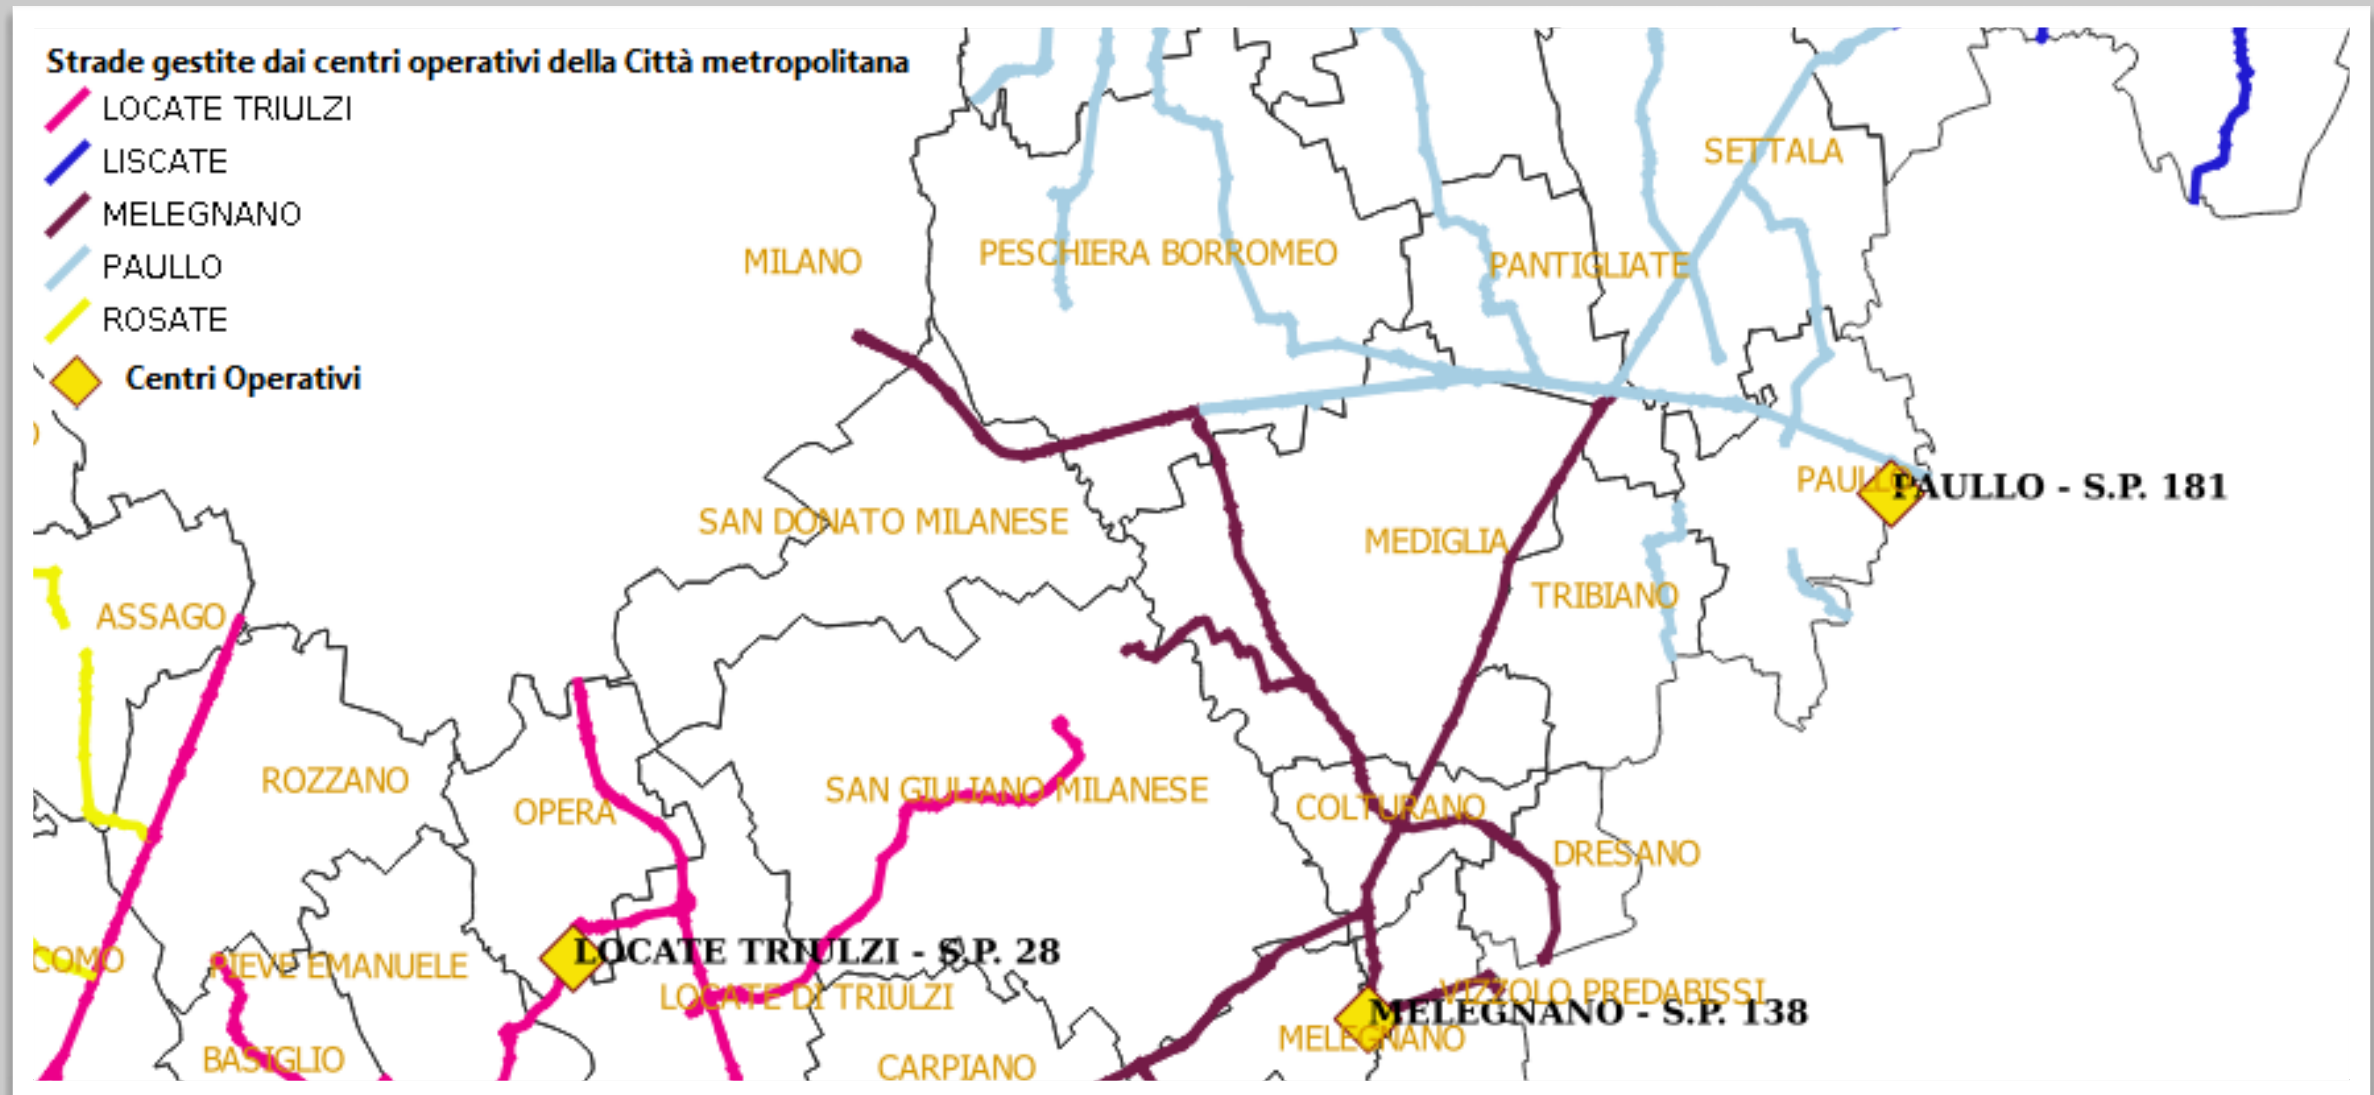 Strade gestite dai centri operativi della Città metropolitana
LOCATE TRIULZI
LISCATE
MELEGNANO
PAULLO
ROSATE
Centri Operativi
SETTALA
MILANO
PESCHIERA BORROMEO
PANTIGLIATE
PAULLO
PAULLO - S.P. 181
SAN DONATO MILANESE
MEDIGLIA
TRIBIANO
ASSAGO
ROZZANO
OPERA
SAN GIULIANO MILANESE
COLTURANO
DRESANO
COMO
PIEVE EMANUELE
LOCATE TRIULZI - S.P. 28
LOCATE DI TRIULZI
VIZZOLO PREDABISSI
MELEGNANO - S.P. 138
MELEGNANO
BASIGLIO
CARPIANO